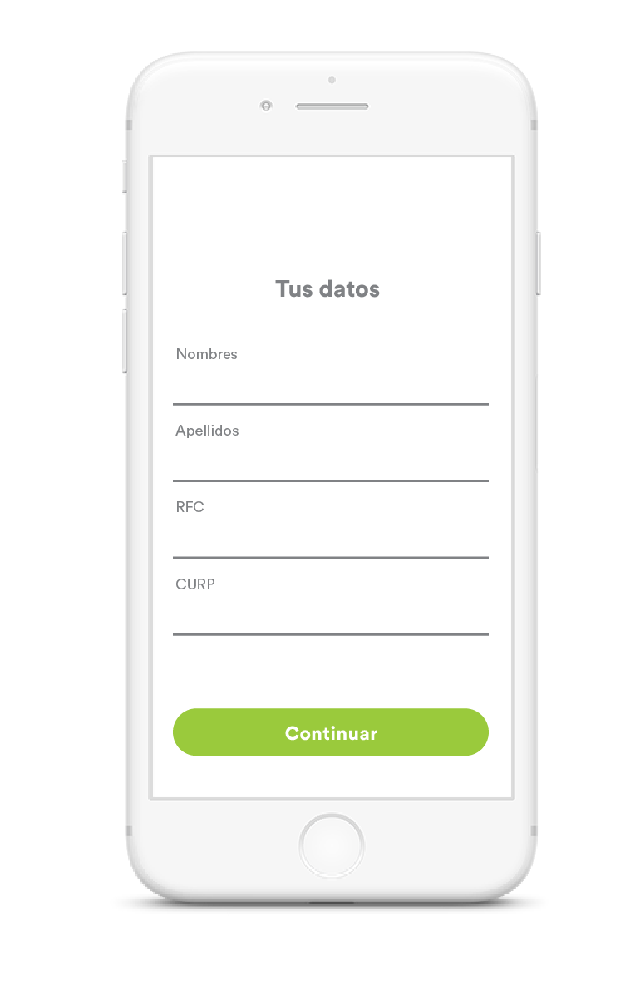 Tus datos
Nombres
Apellidos
RFC
CURP
Continuar